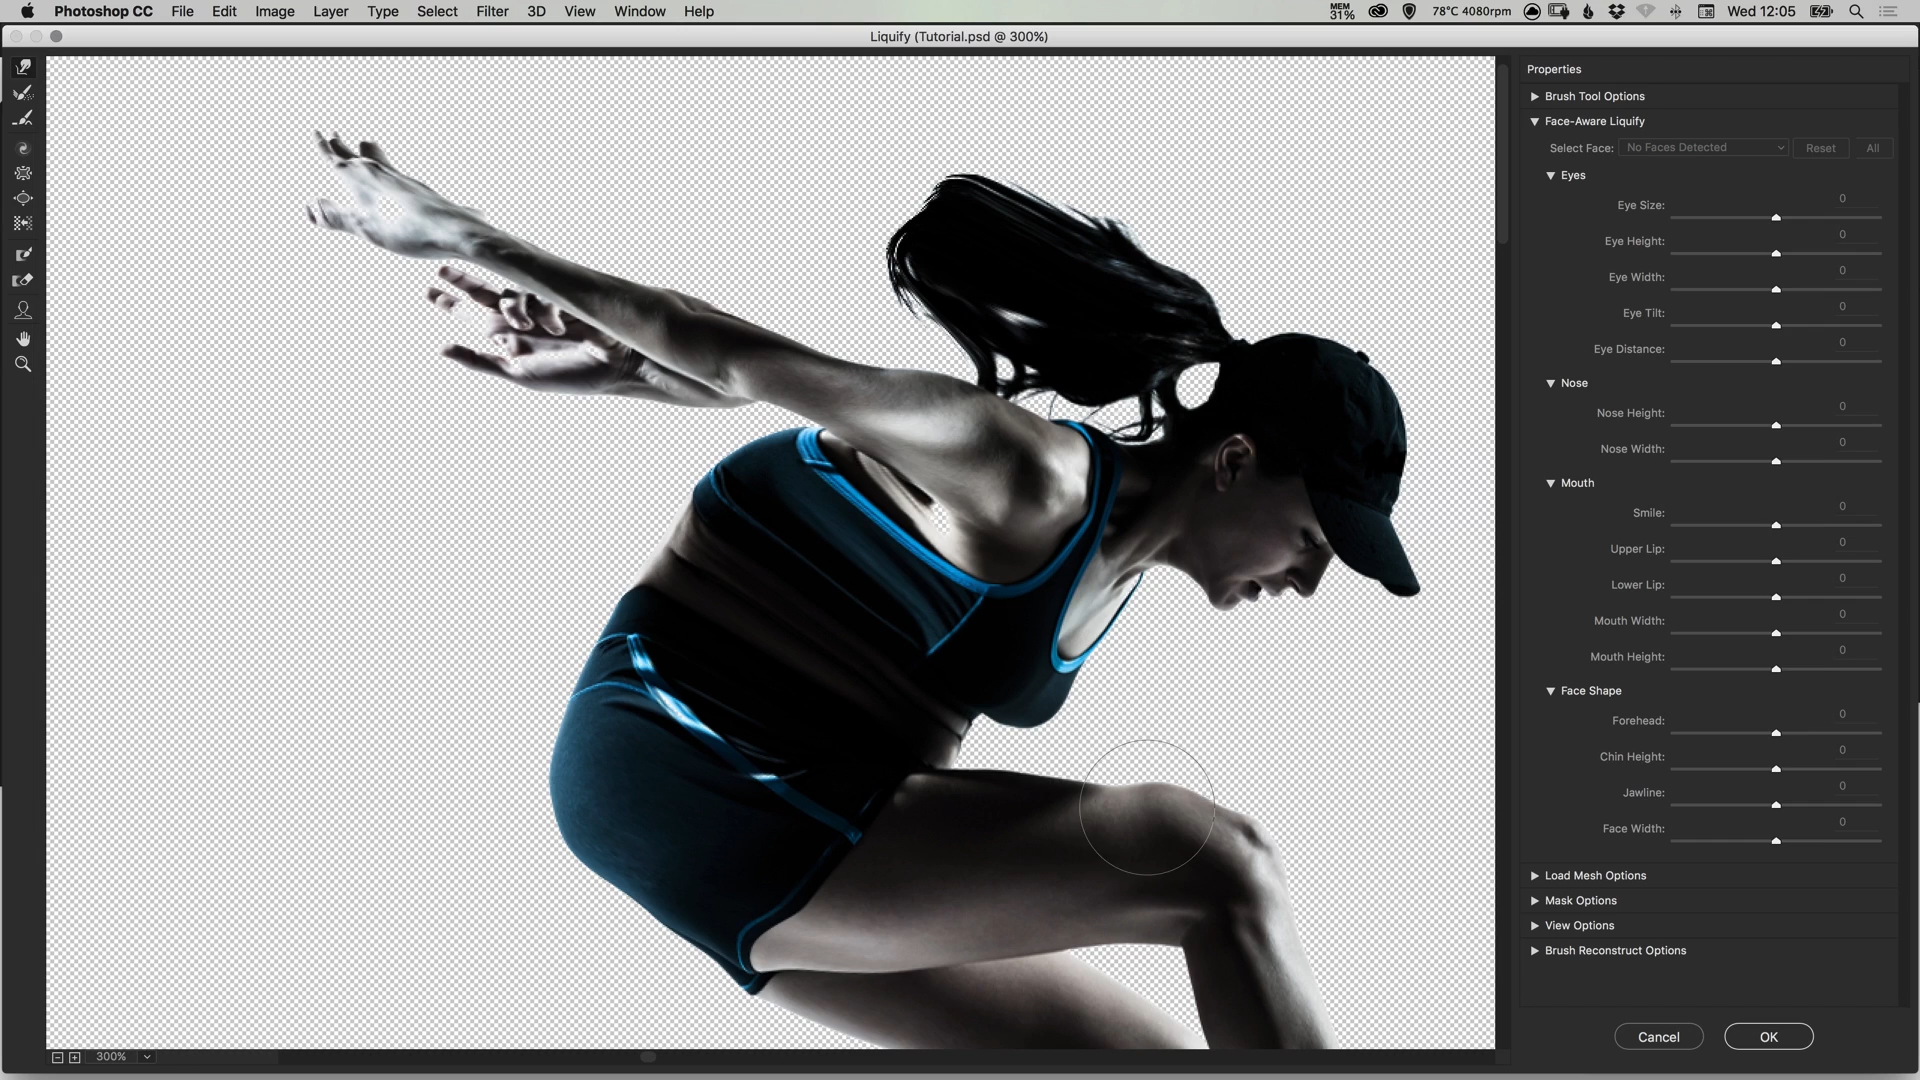 Photoshop CC File Edit Image Layer Type Select Filter 3D View Window Help MEM 31% 78°C 4080rpm Wed 12:05
Liquify (Tutorial.psd @ 300%)
Properties
Brush Tool Options
Face-Aware Liquify
Select Face: No Faces Detected Reset All
Eyes
Eye Size: 0
Eye Height: 0
Eye Width: 0
Eye Tilt: 0
Eye Distance: 0
Nose
Nose Height: 0
Nose Width: 0
Mouth
Smile: 0
Upper Lip: 0
Lower Lip: 0
Mouth Width: 0
Mouth Height: 0
Face Shape
Forehead: 0
Chin Height: 0
Jawline: 0
Face Width: 0
Load Mesh Options
Mask Options
View Options
Brush Reconstruct Options
Cancel OK
300%